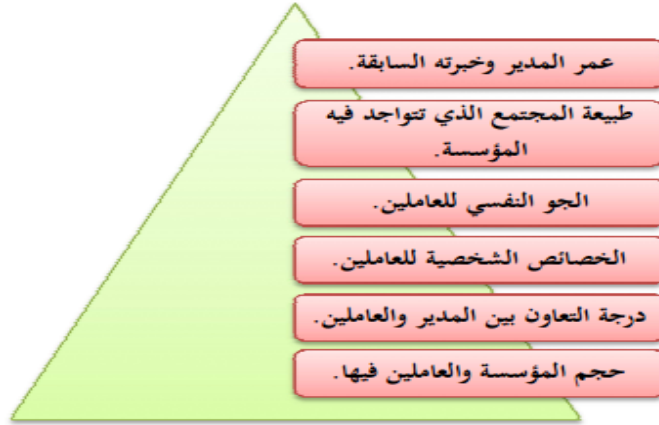 عمر المدير وخبرته السابقة.
طبيعة المجتمع الذي تتواجد فيه
المؤسسة.
الجو النفسي للعاملين.
الخصائص الشخصية للعاملين.
درجة التعاون بين المدير والعاملين.
حجم المؤسسة والعاملين فيها.